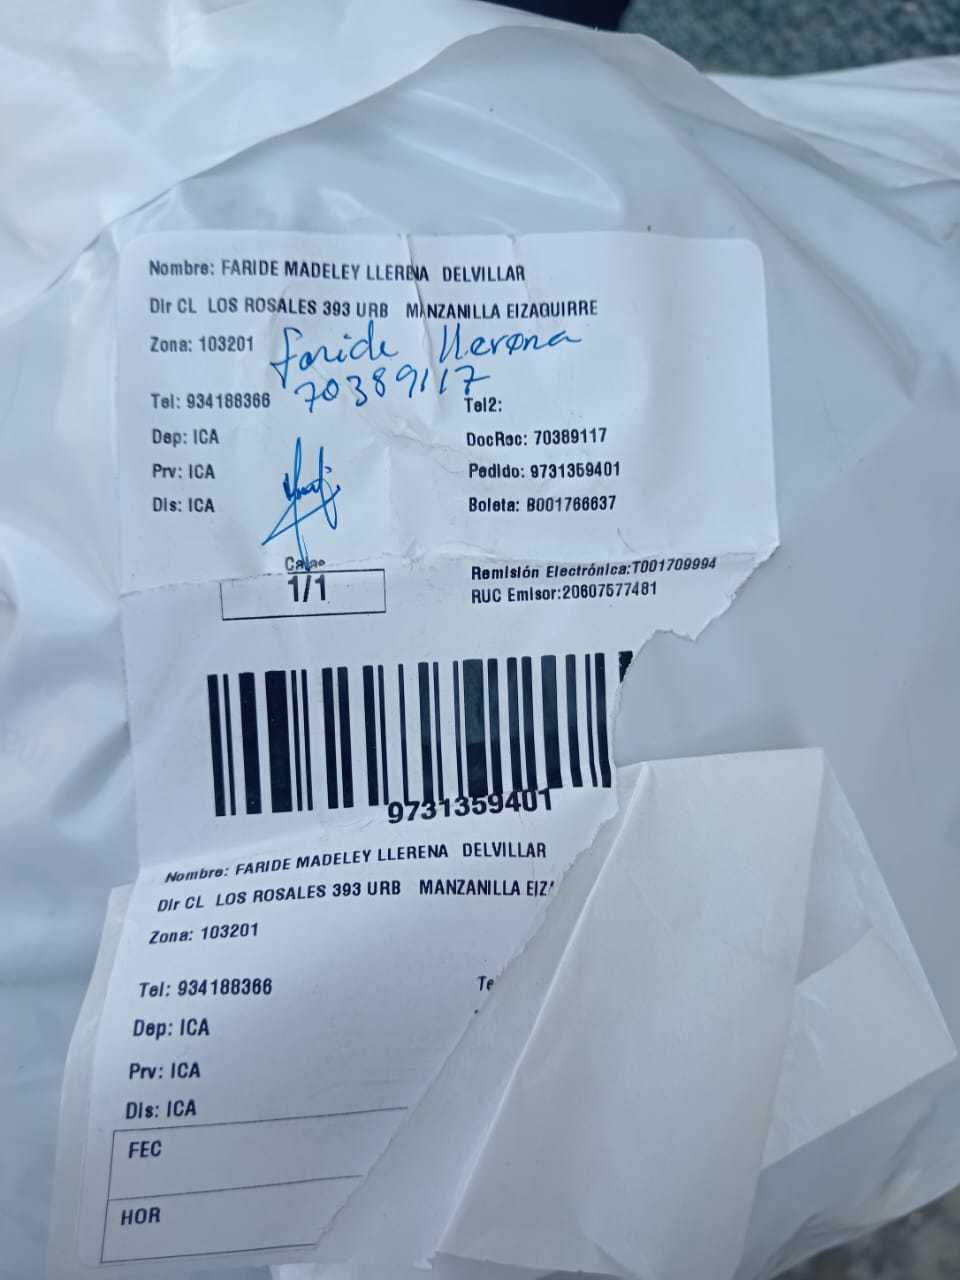 Nombre: FARIDE MADELEY LLERENA DELVILLAR
Dir CL LOS ROSALES 393 URB MANZANILLA EIZAGUIRRE
Zona: 103201
Faride Llerena
70389117
Tel: 934188366
Tel2:
Dep: ICA
DocRec: 70389117
Prv: ICA
Pedido: 9731359401
Dis: ICA
Boleta: B001766637
1/1
Remisión Electrónica:T001709994
RUC Emisor:20607577481
9731359401
Nombre: FARIDE MADELEY LLERENA DELVILLAR
Dir CL LOS ROSALES 393 URB MANZANILLA
Zona: 103201
Tel: 934188366
Te
Dep: ICA
Prv: ICA
Dis: ICA
FEC
HOR